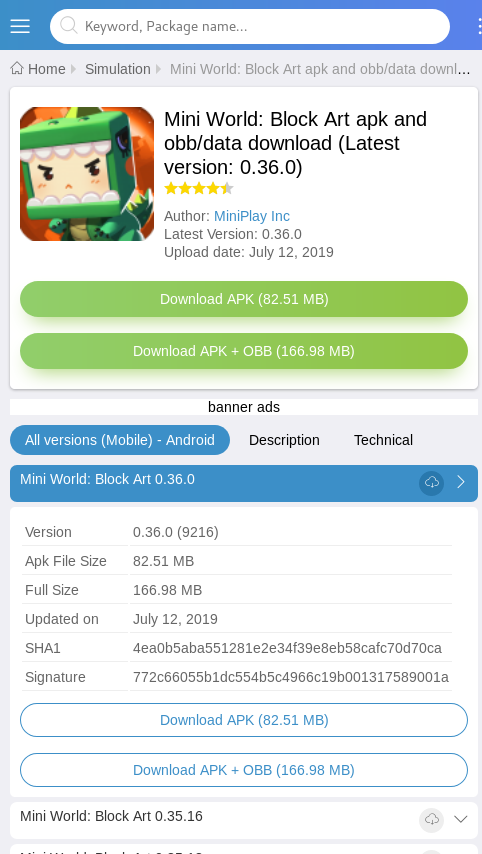 Keyword, Package name...
Home Simulation Mini World: Block Art apk and obb/data downl...
Mini World: Block Art apk and
obb/data download (Latest
version: 0.36.0)
Author: MiniPlay Inc
Latest Version: 0.36.0
Upload date: July 12, 2019
Download APK (82.51 MB)
Download APK + OBB (166.98 MB)
banner ads
All versions (Mobile) - Android Description Technical
Mini World: Block Art 0.36.0
Version 0.36.0 (9216)
Apk File Size 82.51 MB
Full Size 166.98 MB
Updated on July 12, 2019
SHA1 4ea0b5aba551281e2e34f39e8eb58cafc70d70ca
Signature 772c66055b1dc554b5c4966c19b001317589001a
Download APK (82.51 MB)
Download APK + OBB (166.98 MB)
Mini World: Block Art 0.35.16